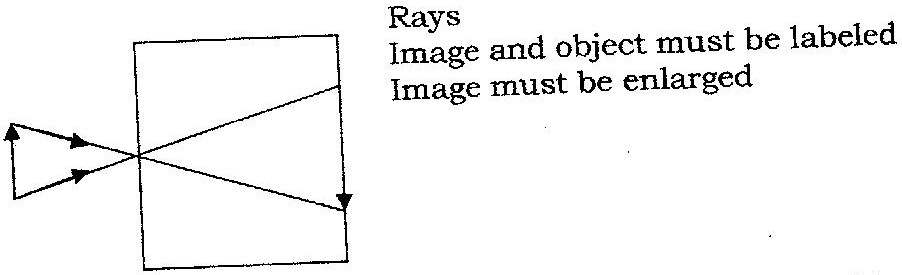 Rays
Image and object must be labeled
Image must be enlarged